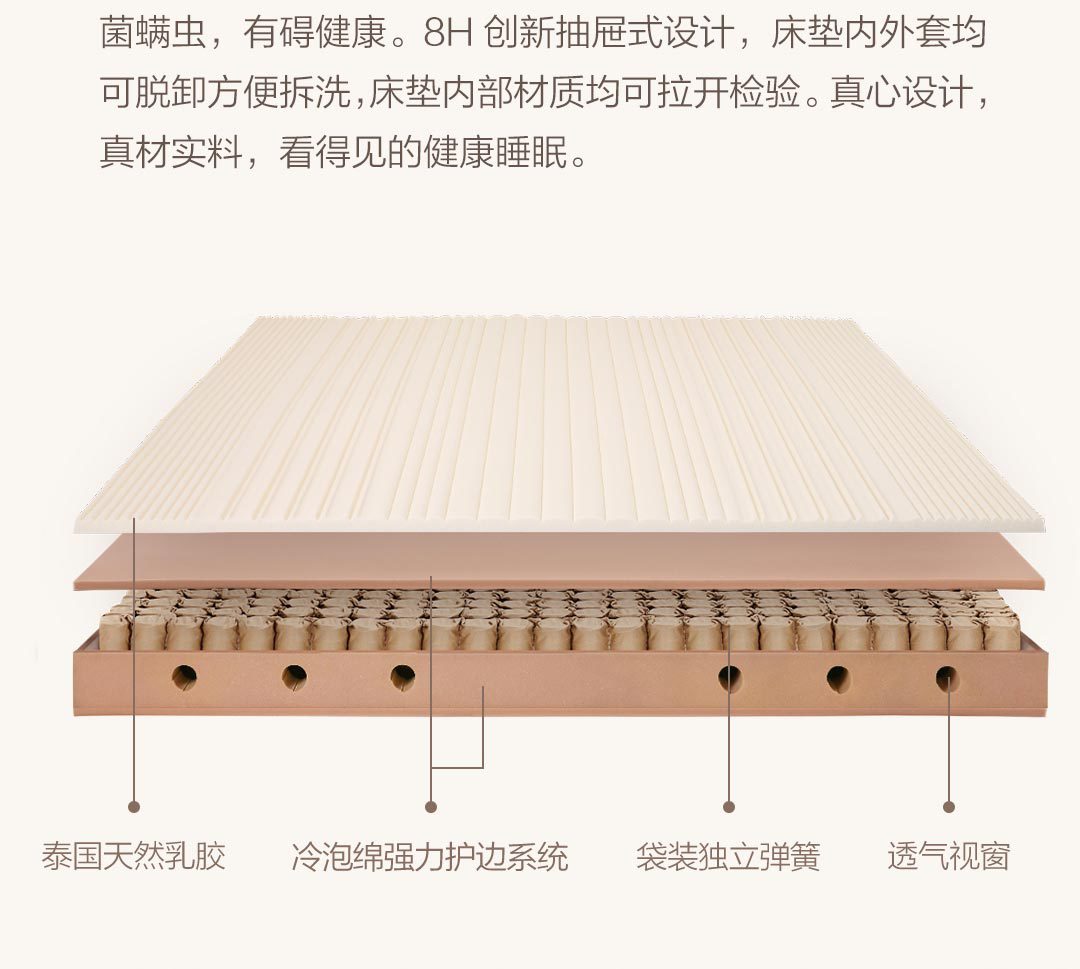 菌螨虫，有碍健康。8H 创新抽屉式设计，床垫内外套均
可脱卸方便拆洗，床垫内部材质均可拉开检验。真心设计，
真材实料，看得见的健康睡眠。
泰国天然乳胶 冷泡绵强力护边系统 袋装独立弹簧 透气视窗